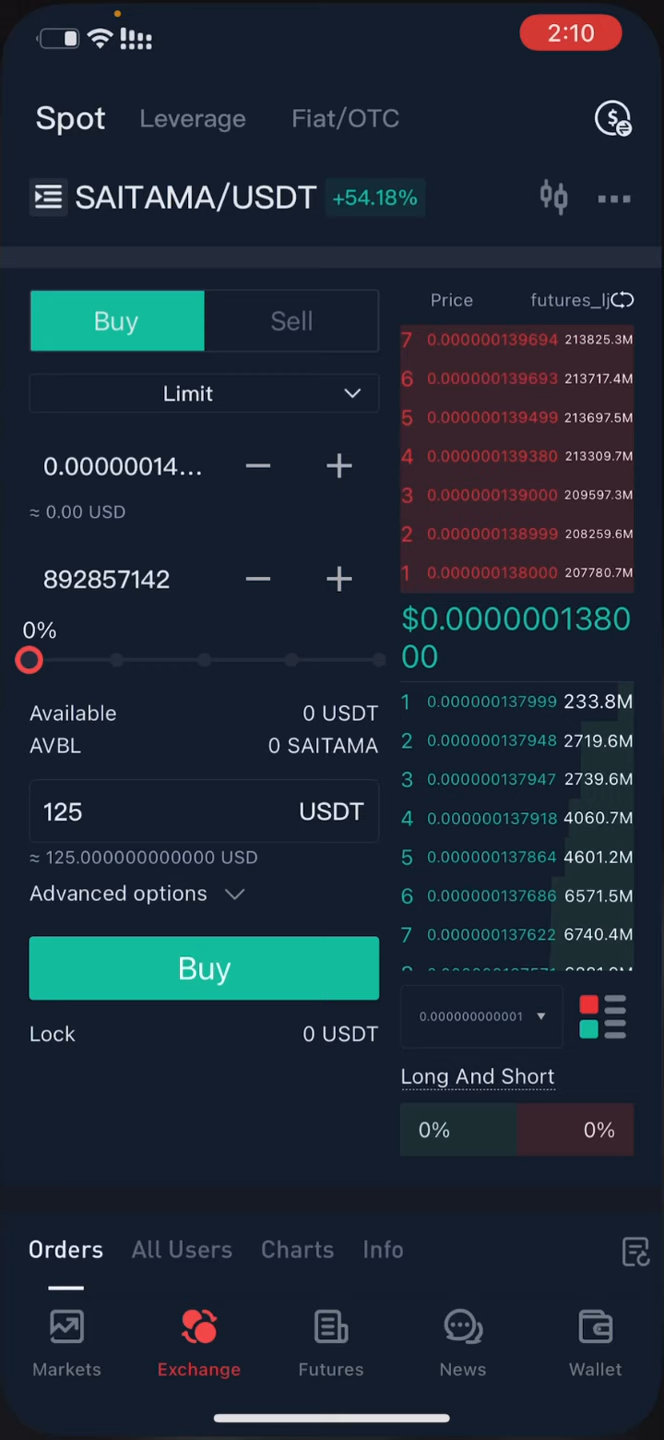 2:10
Spot Leverage Fiat/OTC
SAITAMA/USDT +54.18%
Buy Sell
Limit
0.00000014...
≈ 0.00 USD
892857142
0%
Available 0 USDT
AVBL 0 SAITAMA
125 USDT
≈ 125.000000000000 USD
Advanced options
Buy
Lock 0 USDT
Price futures_lj
7 0.000000139694 213825.3M
6 0.000000139693 213717.4M
5 0.000000139499 213697.5M
4 0.000000139380 213309.7M
3 0.000000139000 209597.3M
2 0.000000138999 208259.6M
1 0.000000138000 207780.7M
$0.0000001380
00
1 0.000000137999 233.8M
2 0.000000137948 2719.6M
3 0.000000137947 2739.6M
4 0.000000137918 4060.7M
5 0.000000137864 4601.2M
6 0.000000137686 6571.5M
7 0.000000137622 6740.4M
0.000000000001
Long And Short
0% 0%
Orders All Users Charts Info
Markets Exchange Futures News Wallet